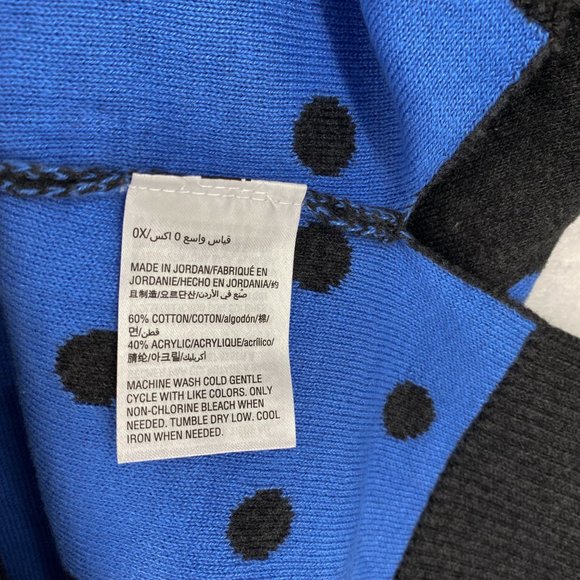 0X/قياس واسع 0 اكس
MADE IN JORDAN/FABRIQUÉ EN
JORDANIE/HECHO EN JORDANIA/约
旦制造/요르단산/صنع في الأردن
60% COTTON/COTON/algodón/棉/
면/قطن
40% ACRYLIC/ACRYLIQUE/acrílico/
腈纶/아크릴/أكريليك
MACHINE WASH COLD GENTLE
CYCLE WITH LIKE COLORS. ONLY
NON-CHLORINE BLEACH WHEN
NEEDED. TUMBLE DRY LOW. COOL
IRON WHEN NEEDED.